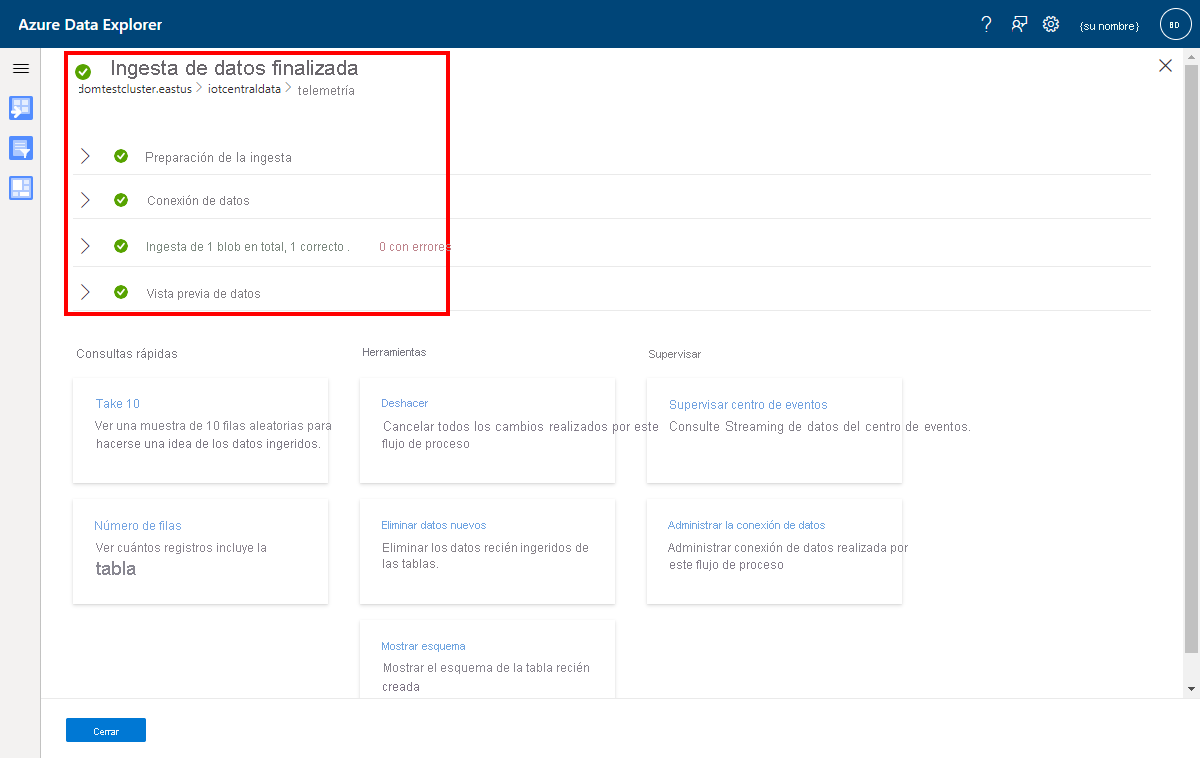 Azure Data Explorer
?
{su nombre}
BD
Ingesta de datos finalizada
domtestcluster.eastus > iotcentraldata > telemetría
Preparación de la ingesta
Conexión de datos
Ingesta de 1 blob en total, 1 correcto . 0 con errores
Vista previa de datos
Consultas rápidas
Take 10
Ver una muestra de 10 filas aleatorias para
hacerse una idea de los datos ingeridos.
Número de filas
Ver cuántos registros incluye la
tabla
Herramientas
Deshacer
Cancelar todos los cambios realizados por este
flujo de proceso
Eliminar datos nuevos
Eliminar los datos recién ingeridos de
las tablas.
Mostrar esquema
Mostrar el esquema de la tabla recién
creada
Supervisar
Supervisar centro de eventos
Consulte Streaming de datos del centro de eventos.
Administrar la conexión de datos
Administrar conexión de datos realizada por
este flujo de proceso
Cerrar